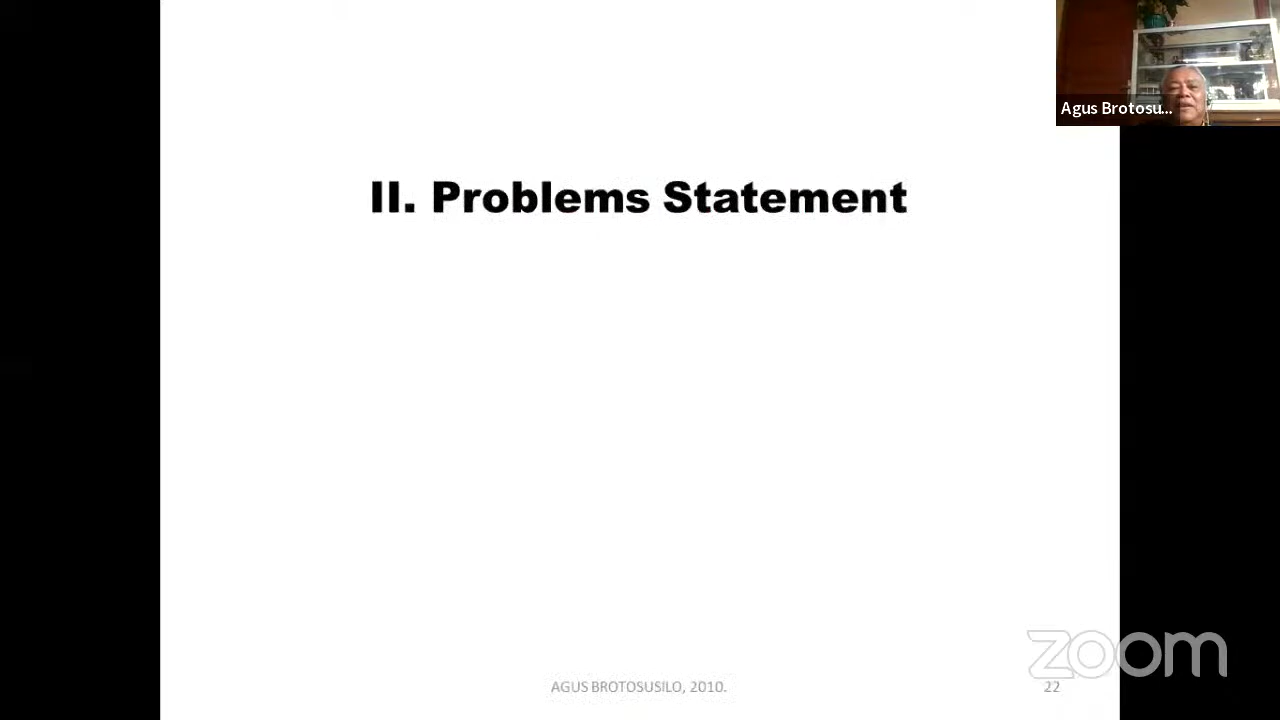 Agus Brotosu...
II. Problems Statement
zoom
AGUS BROTOSUSILO, 2010.
22